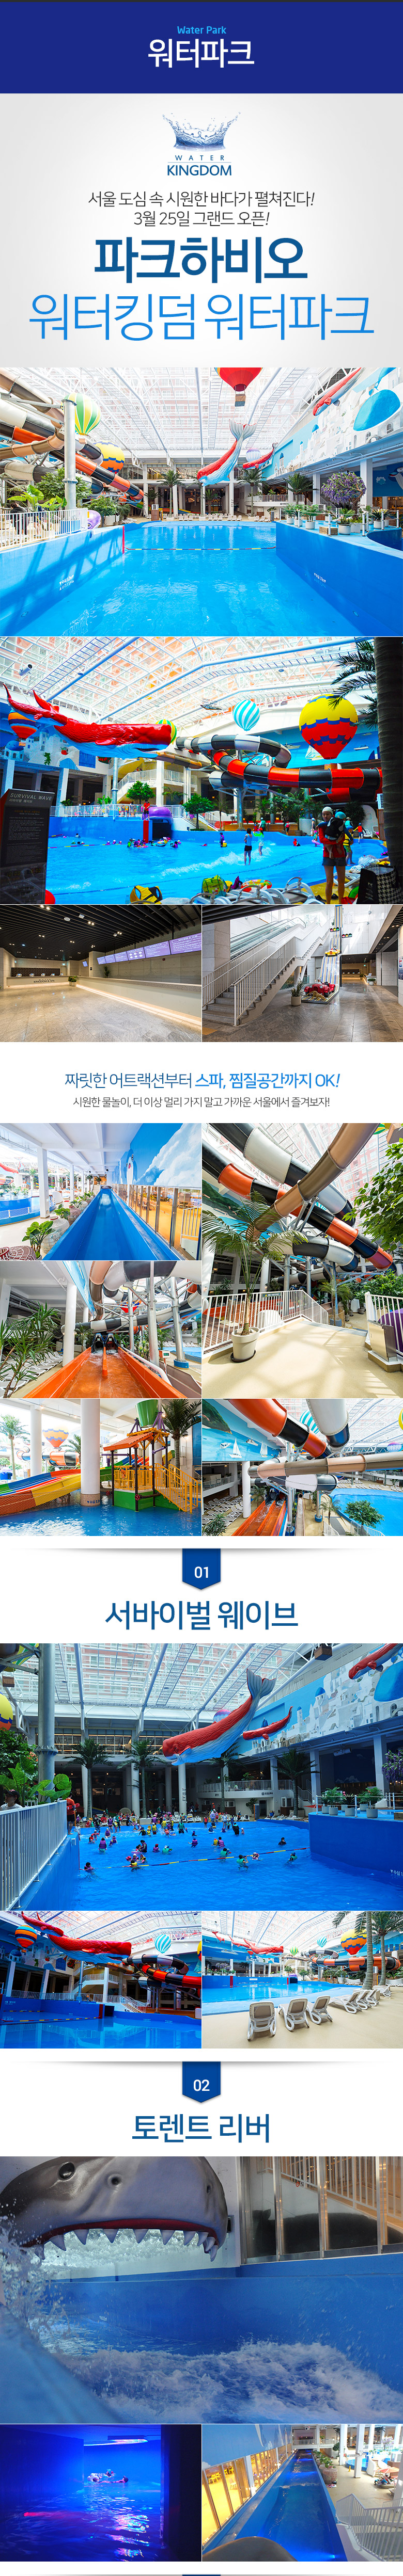 Water Park
워터파크
WATER
KINGDOM
서울 도심 속 시원한 바다가 펼쳐진다!
3월 25일 그랜드 오픈!
파크하비오
워터킹덤 워터파크
SURVIVAL WAVE
짜릿한 어트랙션부터 스파, 찜질공간까지 OK!
시원한 물놀이, 더 이상 멀리 가지 말고 가까운 서울에서 즐겨보자!
01
서바이벌 웨이브
02
토렌트 리버